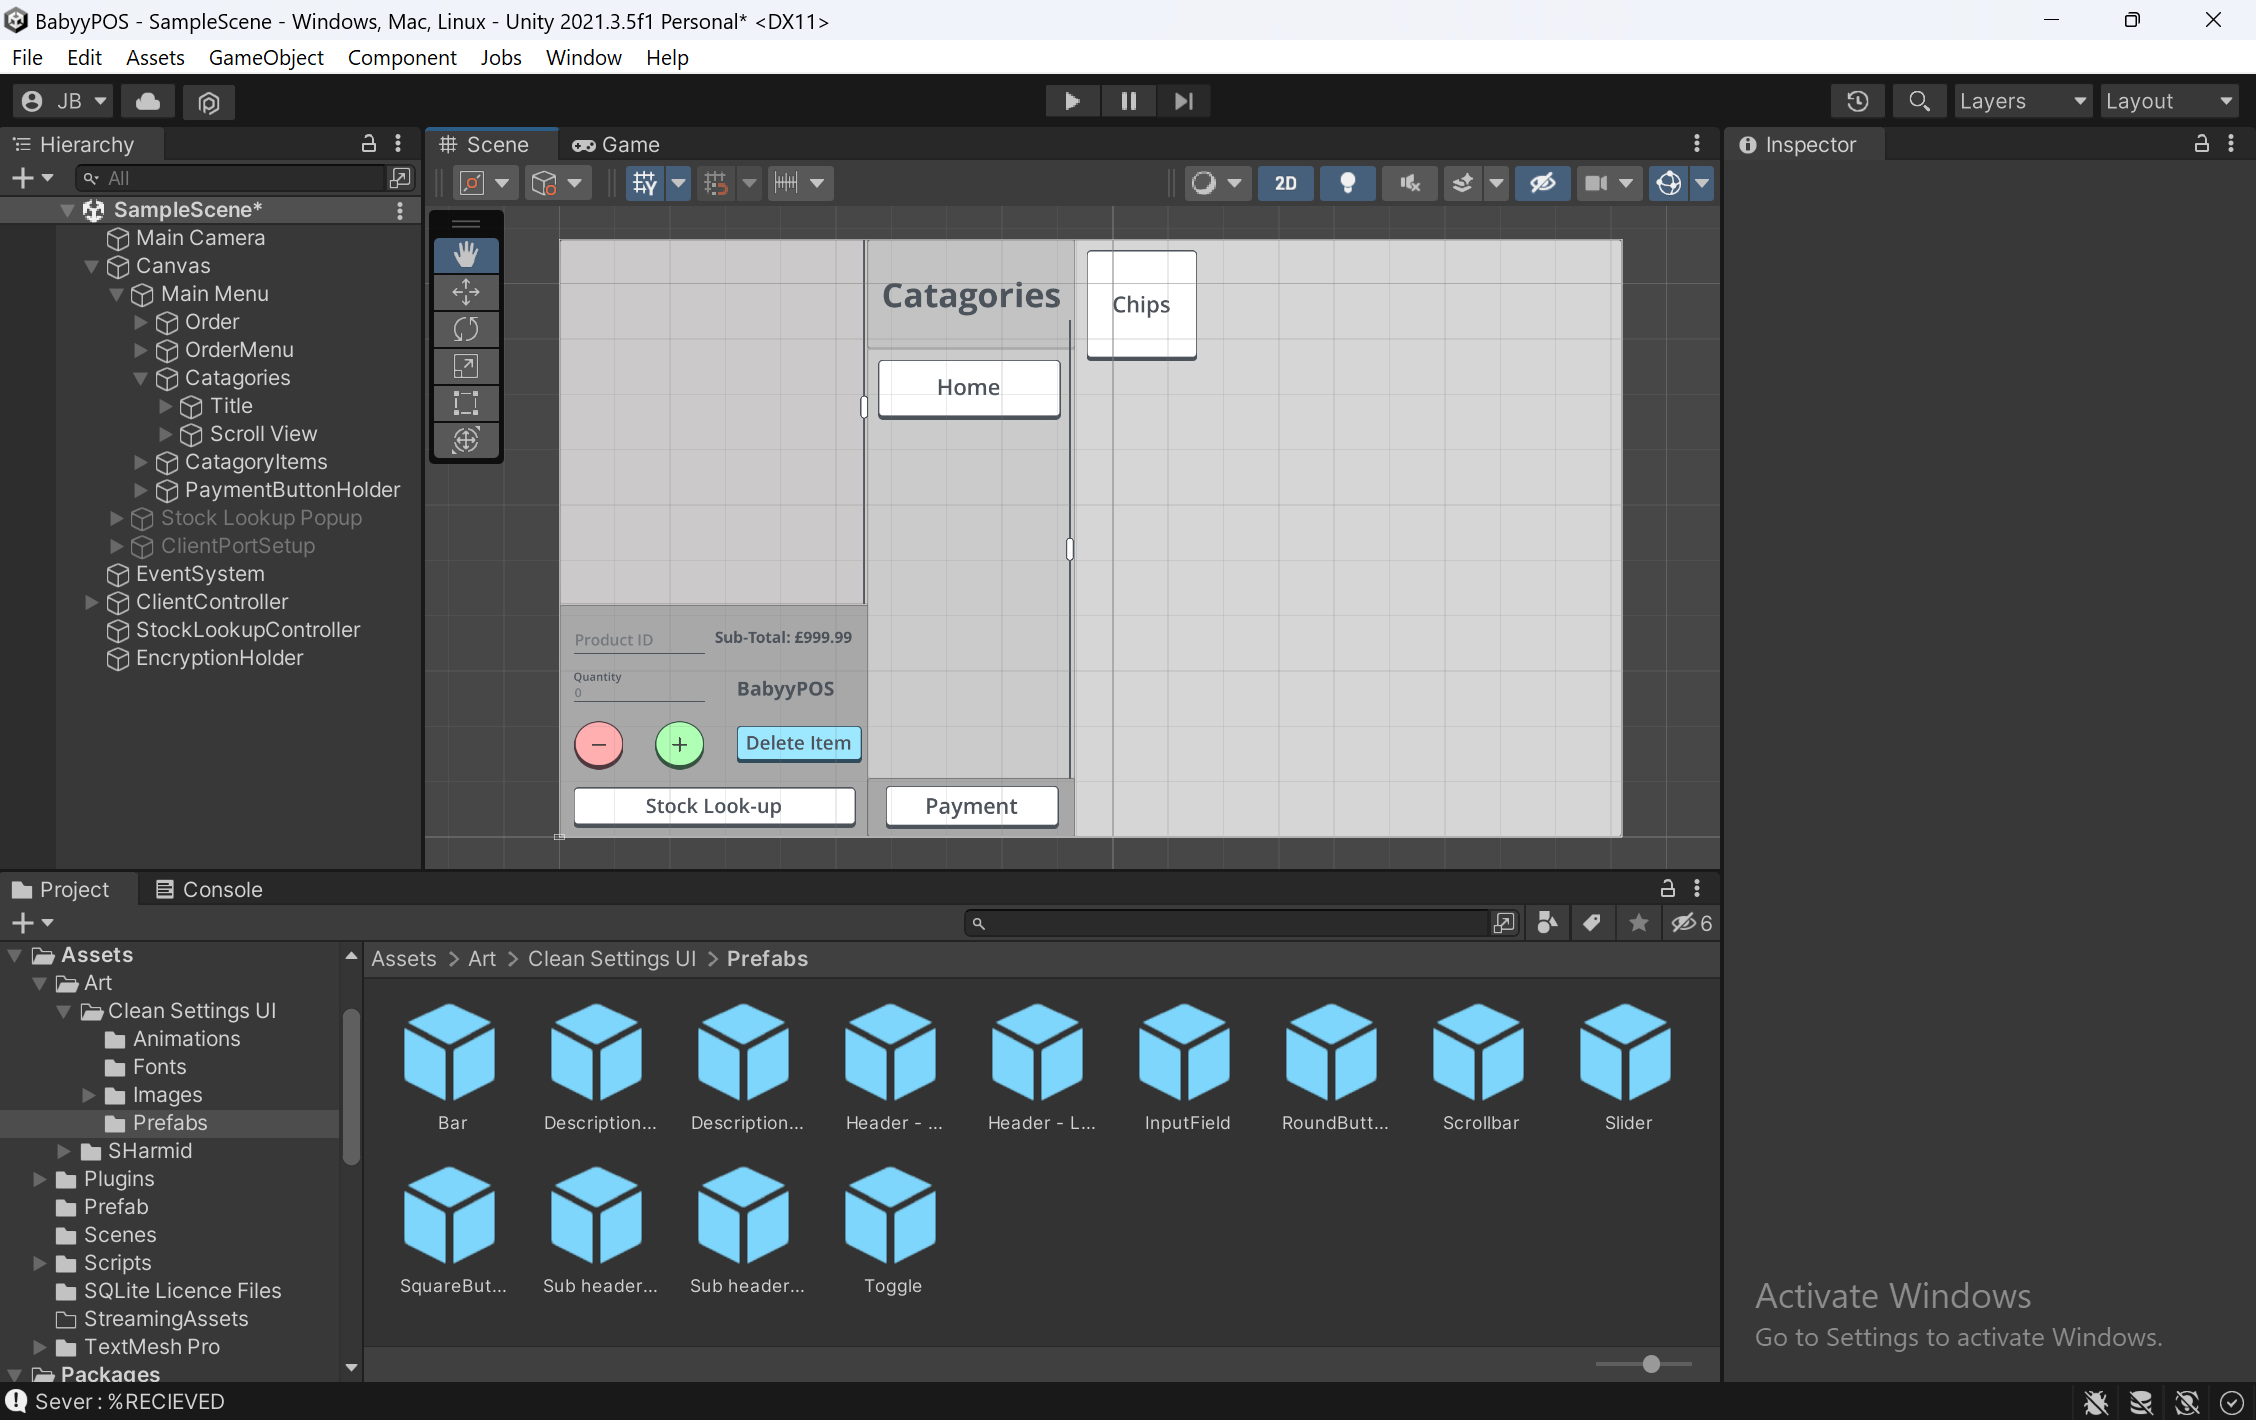 BabyyPOS - SampleScene - Windows, Mac, Linux - Unity 2021.3.5f1 Personal* <DX11>
File Edit Assets GameObject Component Jobs Window Help
JB
Layers Layout
Hierarchy
All
SampleScene*
Main Camera
Canvas
Main Menu
Order
OrderMenu
Catagories
Title
Scroll View
CatagoryItems
PaymentButtonHolder
Stock Lookup Popup
ClientPortSetup
EventSystem
ClientController
StockLookupController
EncryptionHolder
Scene Game
2D
Catagories
Chips
Home
Product ID Sub-Total: £999.99
Quantity
0
BabyyPOS
Delete Item
Stock Look-up
Payment
Inspector
Project Console
6
Assets
Art
Clean Settings UI
Animations
Fonts
Images
Prefabs
SHarmid
Plugins
Prefab
Scenes
Scripts
SQLite Licence Files
StreamingAssets
TextMesh Pro
Packages
Assets > Art > Clean Settings UI > Prefabs
Bar Description... Description... Header - ... Header - L... InputField RoundButt... Scrollbar Slider
SquareBut... Sub header... Sub header... Toggle
Activate Windows
Go to Settings to activate Windows.
Sever : %RECIEVED